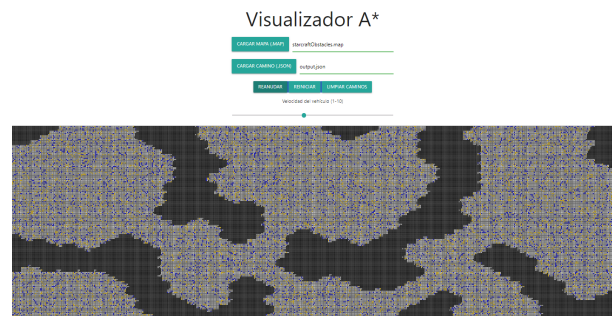 Visualizador A*
CARGAR MAPA (.MAP) starcraftObstacles.map
CARGAR CAMINO (.JSON) output.json
REANUDAR REINICIAR LIMPIAR CAMINOS
Velocidad del vehículo (1-10)